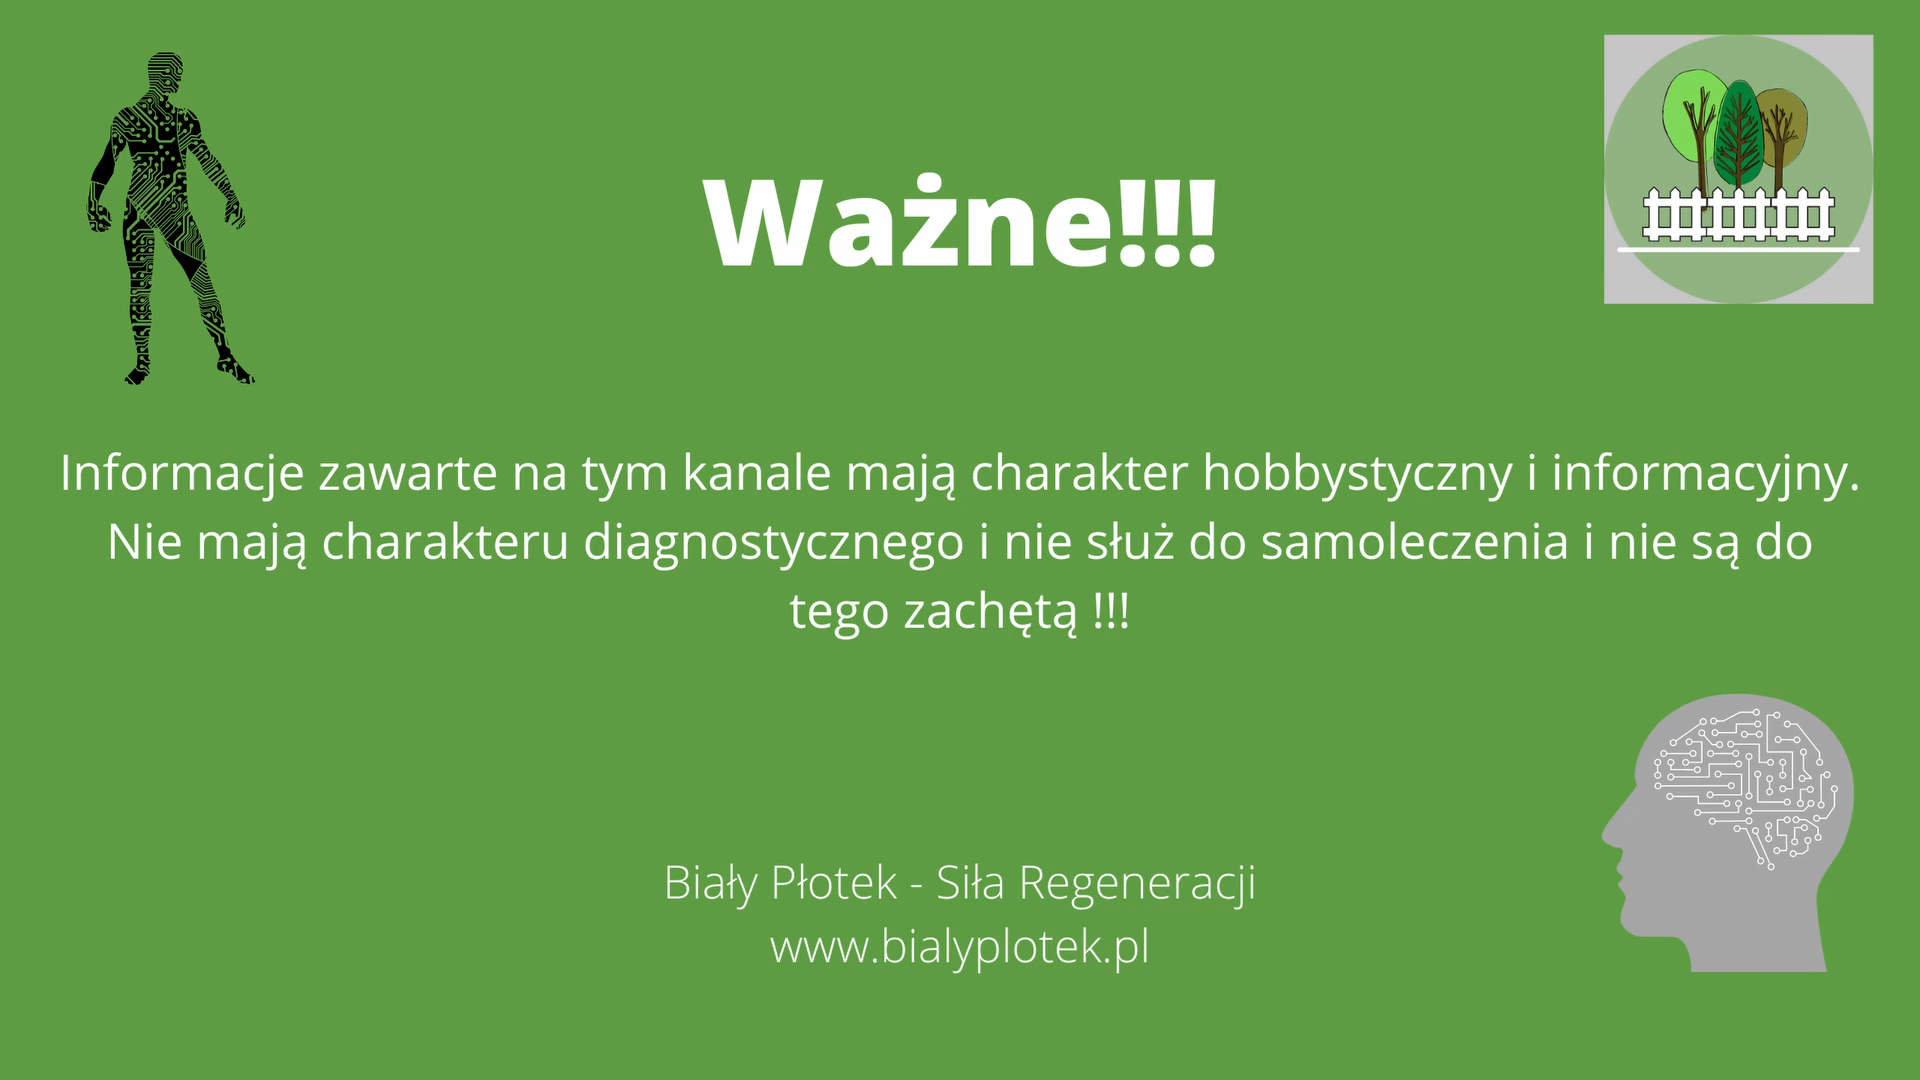 Ważne!!!
Informacje zawarte na tym kanale mają charakter hobbystyczny i informacyjny.
Nie mają charakteru diagnostycznego i nie służ do samoleczenia i nie są do
tego zachętą !!!
Biały Płotek - Siła Regeneracji
www.bialyplotek.pl